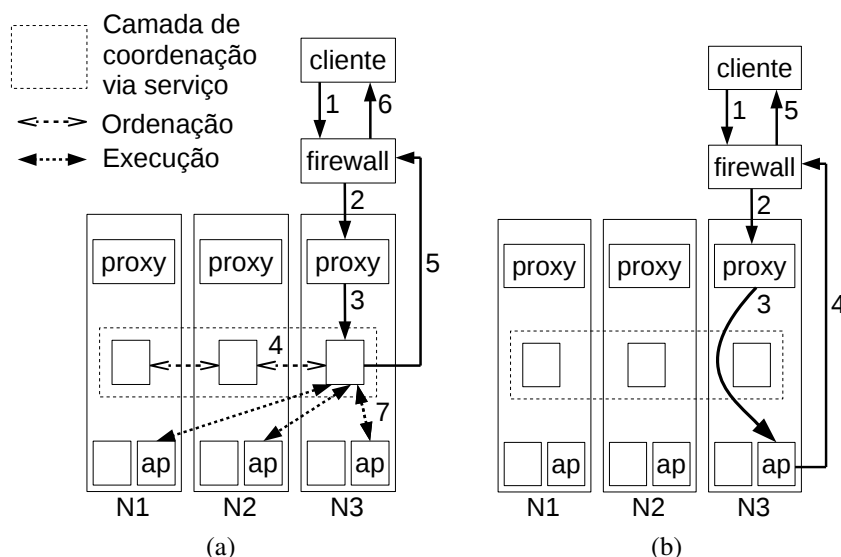 Camada de
coordenação
via serviço
Ordenação
Execução
cliente
1
6
firewall
2
5
proxy
proxy
proxy
3
4
7
ap
ap
ap
N1
N2
N3
(a)
cliente
1
5
firewall
2
proxy
proxy
proxy
3
4
ap
ap
ap
N1
N2
N3
(b)